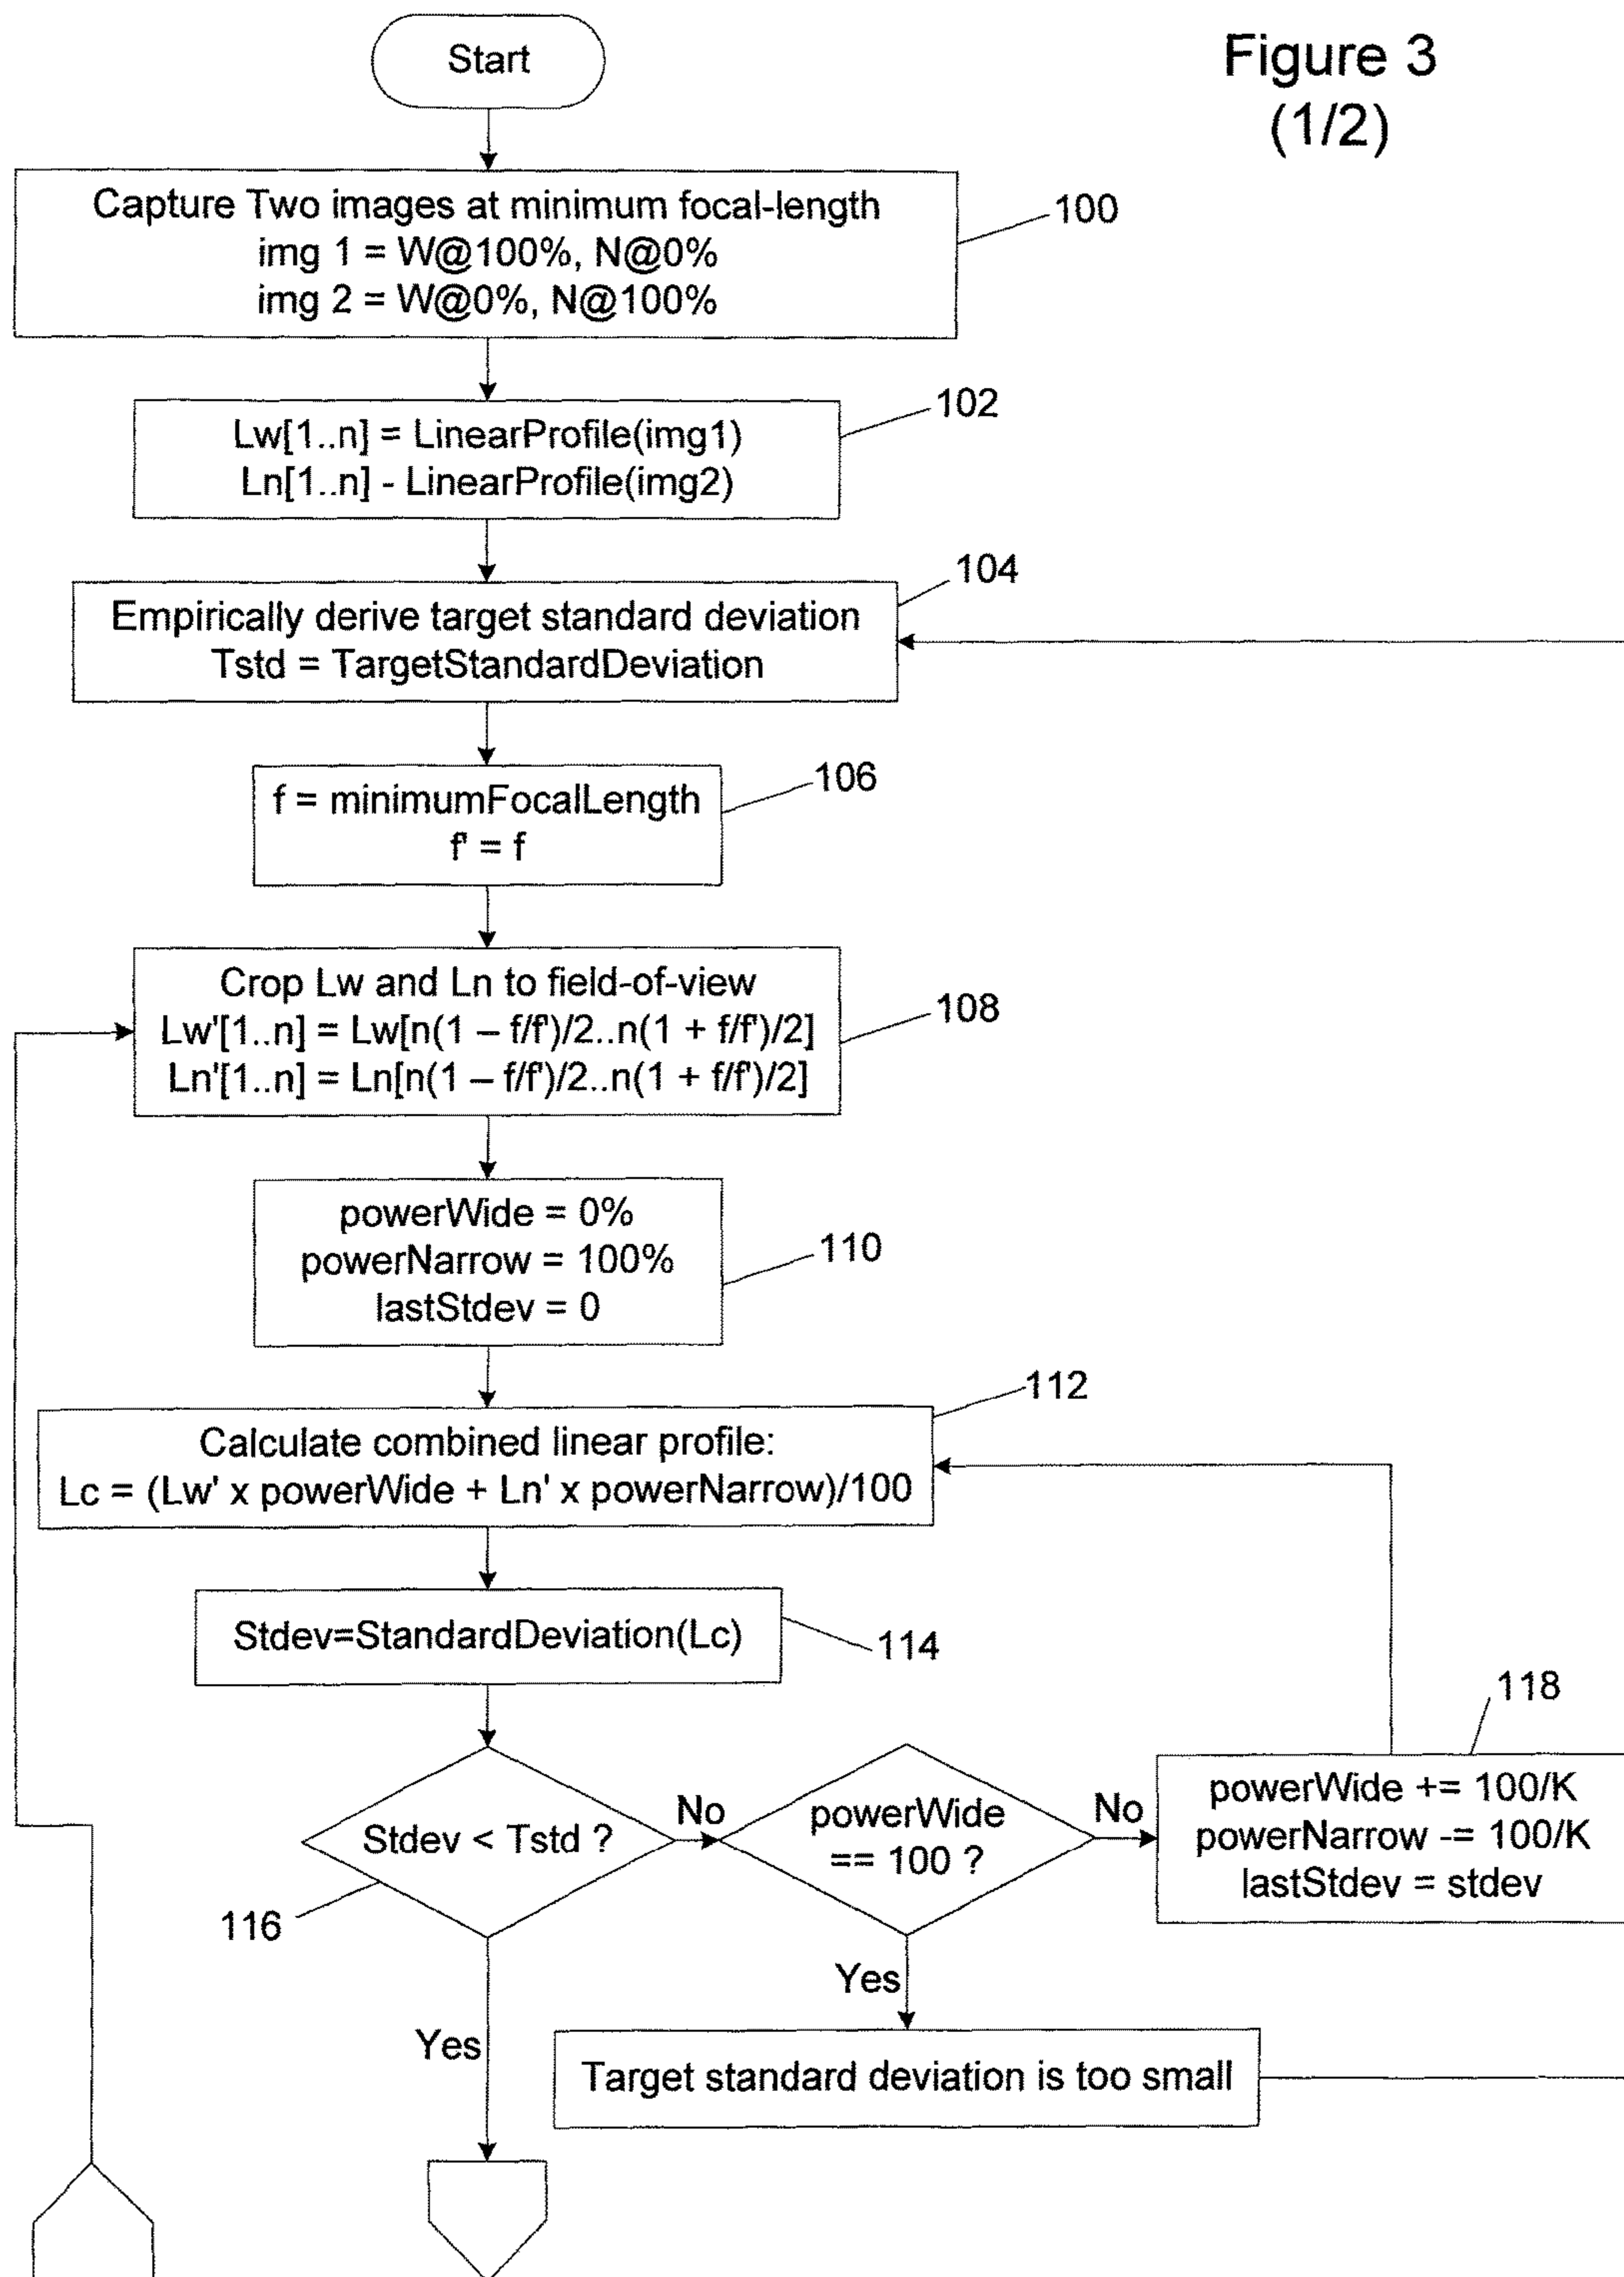 Figure 3
(1/2)
Start
Capture Two images at minimum focal-length
img 1 = W@100%, N@0%
img 2 = W@0%, N@100%
100
Lw[1..n] = LinearProfile(img1)
Ln[1..n] - LinearProfile(img2)
102
Empirically derive target standard deviation
Tstd = TargetStandardDeviation
104
f = minimumFocalLength
f' = f
106
Crop Lw and Ln to field-of-view
Lw'[1..n] = Lw[n(1 – f/f')/2..n(1 + f/f')/2]
Ln'[1..n] = Ln[n(1 – f/f')/2..n(1 + f/f')/2]
108
powerWide = 0%
powerNarrow = 100%
lastStdev = 0
110
112
Calculate combined linear profile:
Lc = (Lw' x powerWide + Ln' x powerNarrow)/100
Stdev=StandardDeviation(Lc)
114
Stdev < Tstd ?
116
No
powerWide
== 100 ?
No
118
powerWide += 100/K
powerNarrow -= 100/K
lastStdev = stdev
Yes
Yes
Target standard deviation is too small